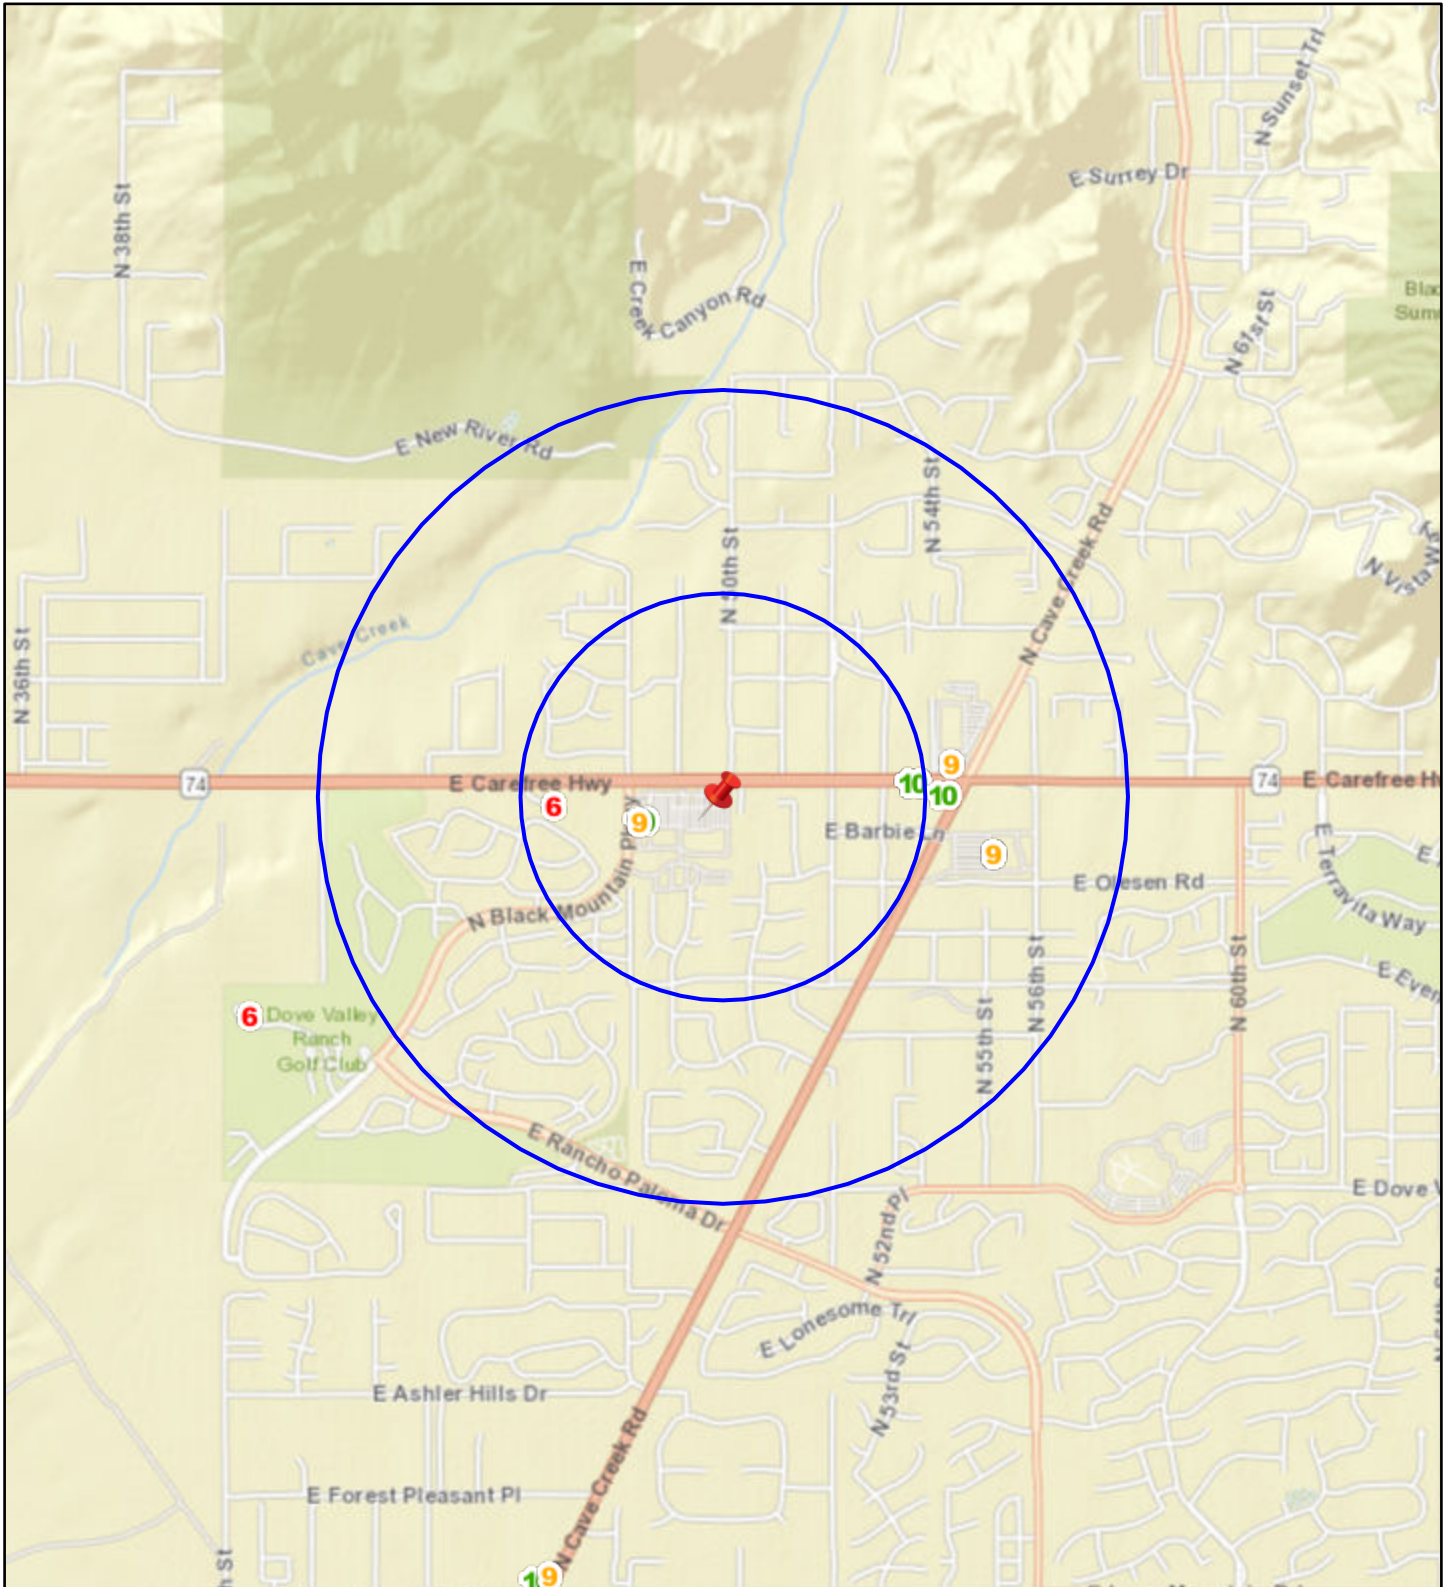 N Sunset Trl
E Surrey Dr
N 38th St
E Creek Canyon Rd
N 61st St
E New River Rd
N 54th St
N 50th St
N Cave Creek Rd
N Vista Way
Cave Creek
N 36th St
9
74
E Carefree Hwy
10
74
E Carefree
6
10
9
E Barbie Ln
9
E Olesen Rd
E Terravita Way
N Black Mountain
N 56th St
N 60th St
N 55th St
6
Dove Valley
Ranch
Golf Club
E Rancho Paloma Dr
E Dove
N 52nd Pl
E Lonesome Trl
N 53rd St
E Ashler Hills Dr
N Cave Creek Rd
E Forest Pleasant Pl
St
9